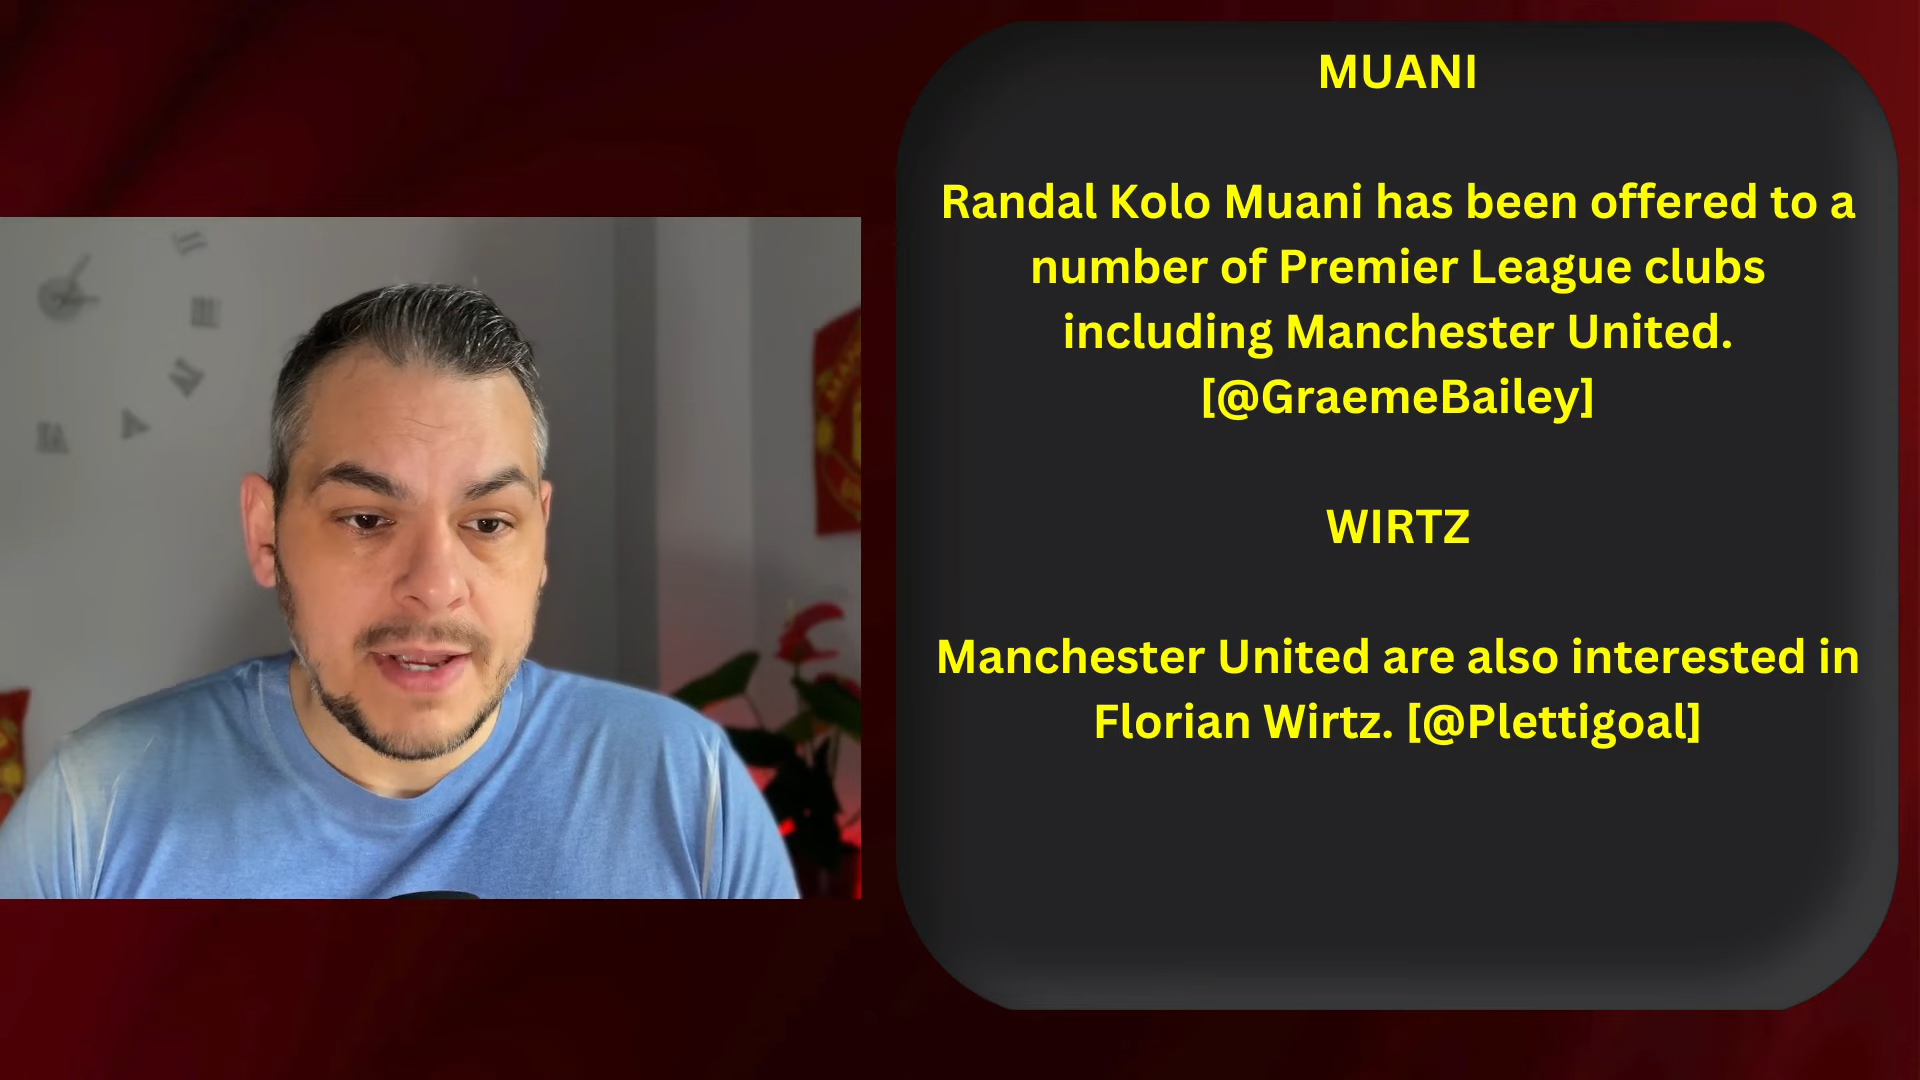 MUANI
Randal Kolo Muani has been offered to a
number of Premier League clubs
including Manchester United.
[@GraemeBailey]
WIRTZ
Manchester United are also interested in
Florian Wirtz. [@Plettigoal]